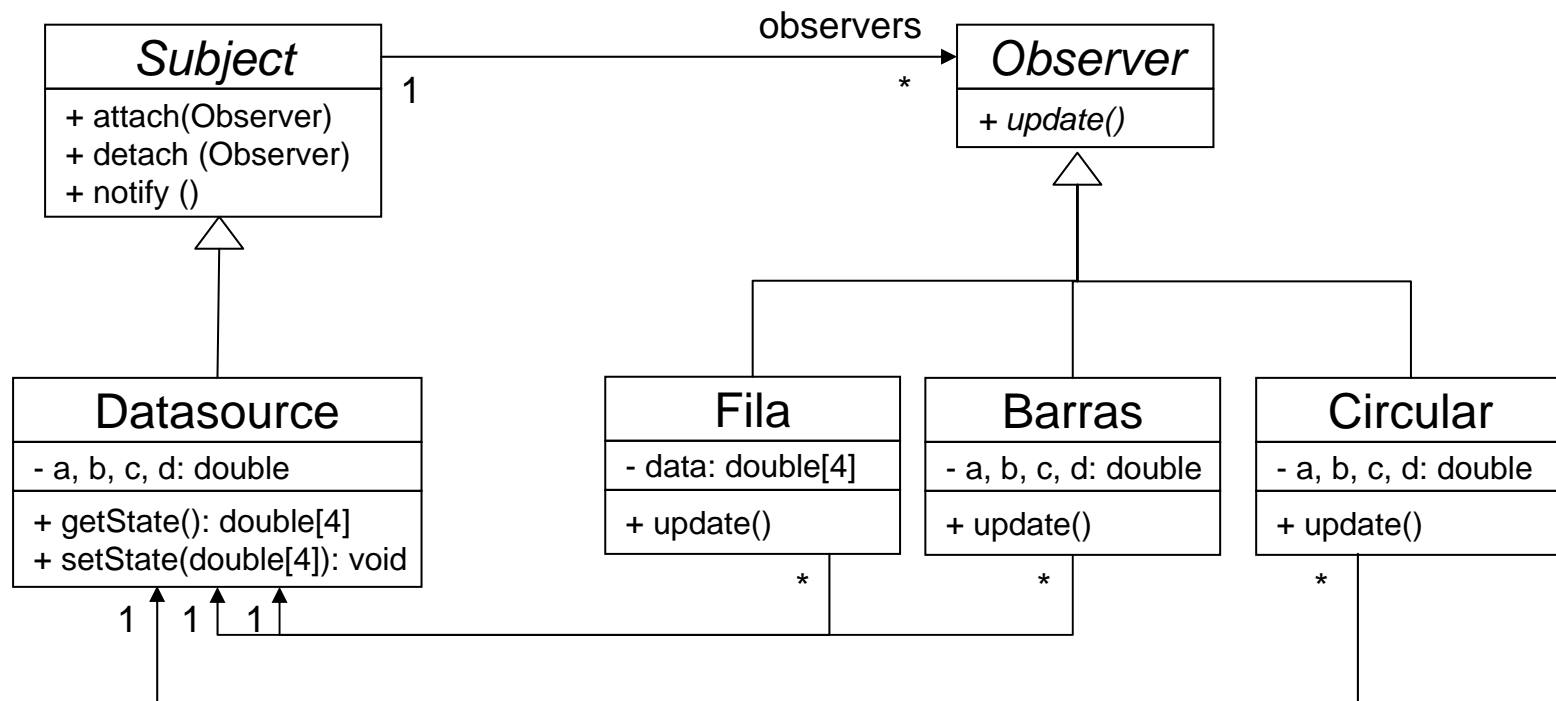 Subject
+ attach(Observer)
+ detach (Observer)
+ notify ()
observers
1
*
Observer
+ update()
Datasource
- a, b, c, d: double
+ getState(): double[4]
+ setState(double[4]): void
Fila
- data: double[4]
+ update()
Barras
- a, b, c, d: double
+ update()
Circular
- a, b, c, d: double
+ update()
1
1
1
*
*
*